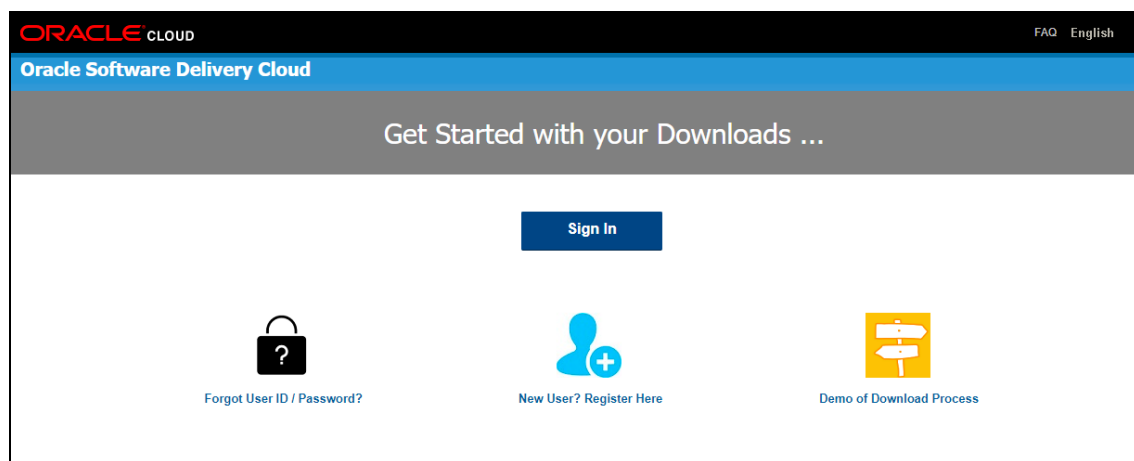 ORACLE CLOUD
FAQ English
Oracle Software Delivery Cloud
Get Started with your Downloads ...
Sign In
?
Forgot User ID / Password?
New User? Register Here
Demo of Download Process